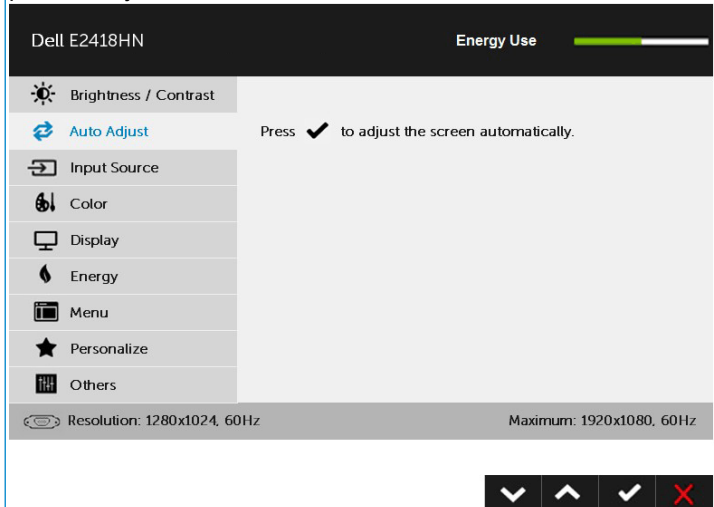 Dell E2418HN
Energy Use
Brightness / Contrast
Auto Adjust
Press ✔ to adjust the screen automatically.
Input Source
Color
Display
Energy
Menu
Personalize
Others
Resolution: 1280x1024, 60Hz
Maximum: 1920x1080, 60Hz